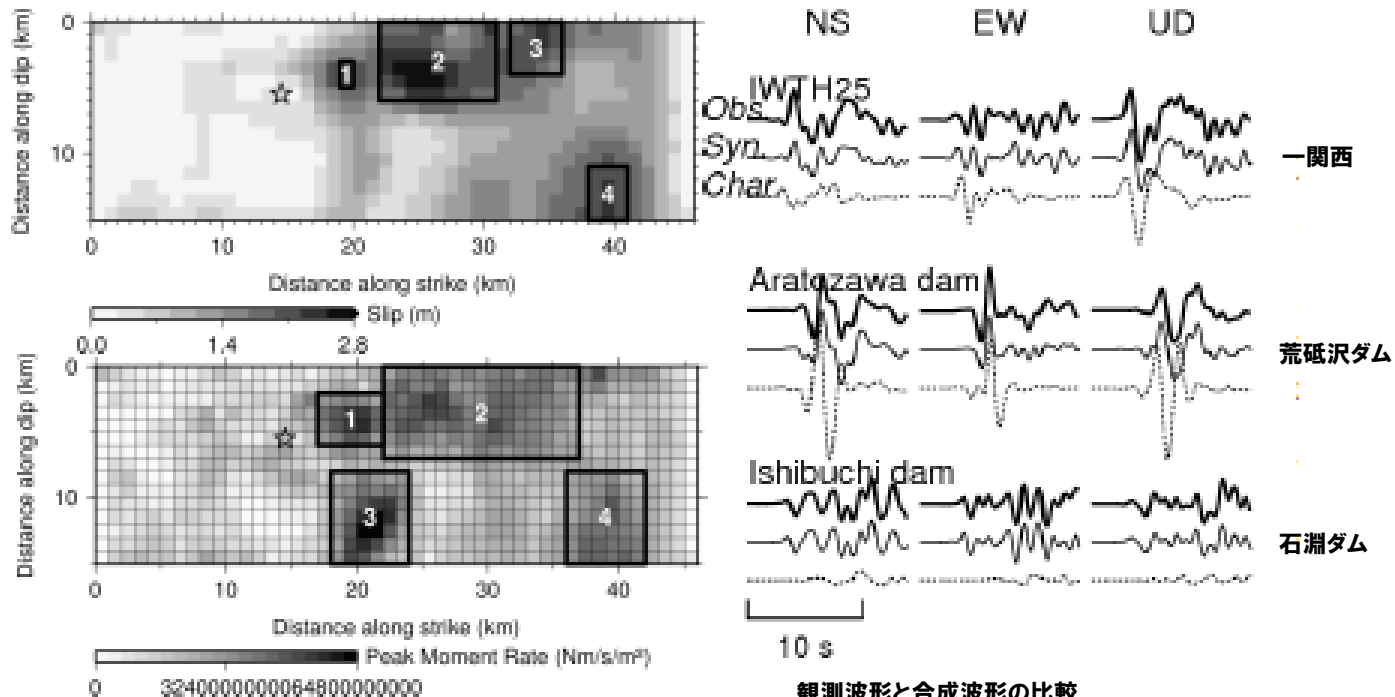 Distance along dip (km)
0
10
1
2
3
4
0 10 20 30 40
Distance along strike (km)
Slip (m)
0.0 1.4 2.8
Distance along dip (km)
0
10
1
2
3
4
0 10 20 30 40
Distance along strike (km)
Peak Moment Rate (Nm/s/m²)
0 32400000000064800000000
NS EW UD
IWTH25
Obs.
Syn.
Char.
一関西
Aratozawa dam
荒砥沢ダム
Ishibuchi dam
石淵ダム
10 s
観測波形と合成波形の比較